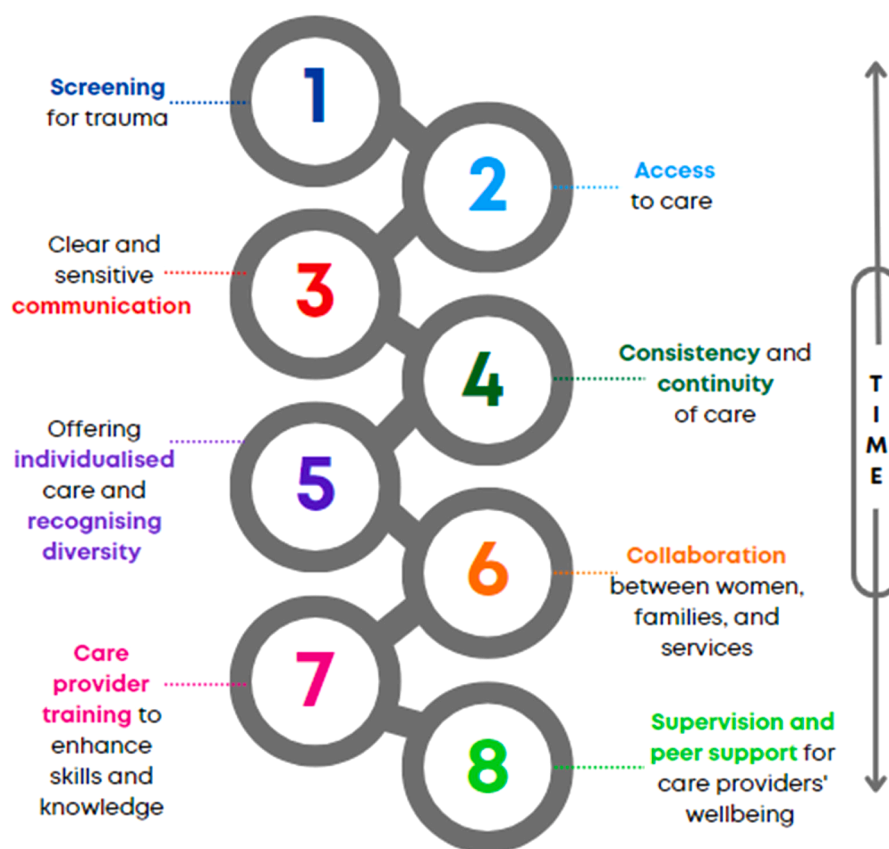 1
Screening
for trauma
2
Access
to care
3
Clear and
sensitive
communication
4
Consistency and
continuity
of care
5
Offering
individualised
care and
recognising
diversity
6
Collaboration
between women,
families, and
services
7
Care
provider
training to
enhance
skills and
knowledge
8
Supervision and
peer support for
care providers'
wellbeing
T
I
M
E